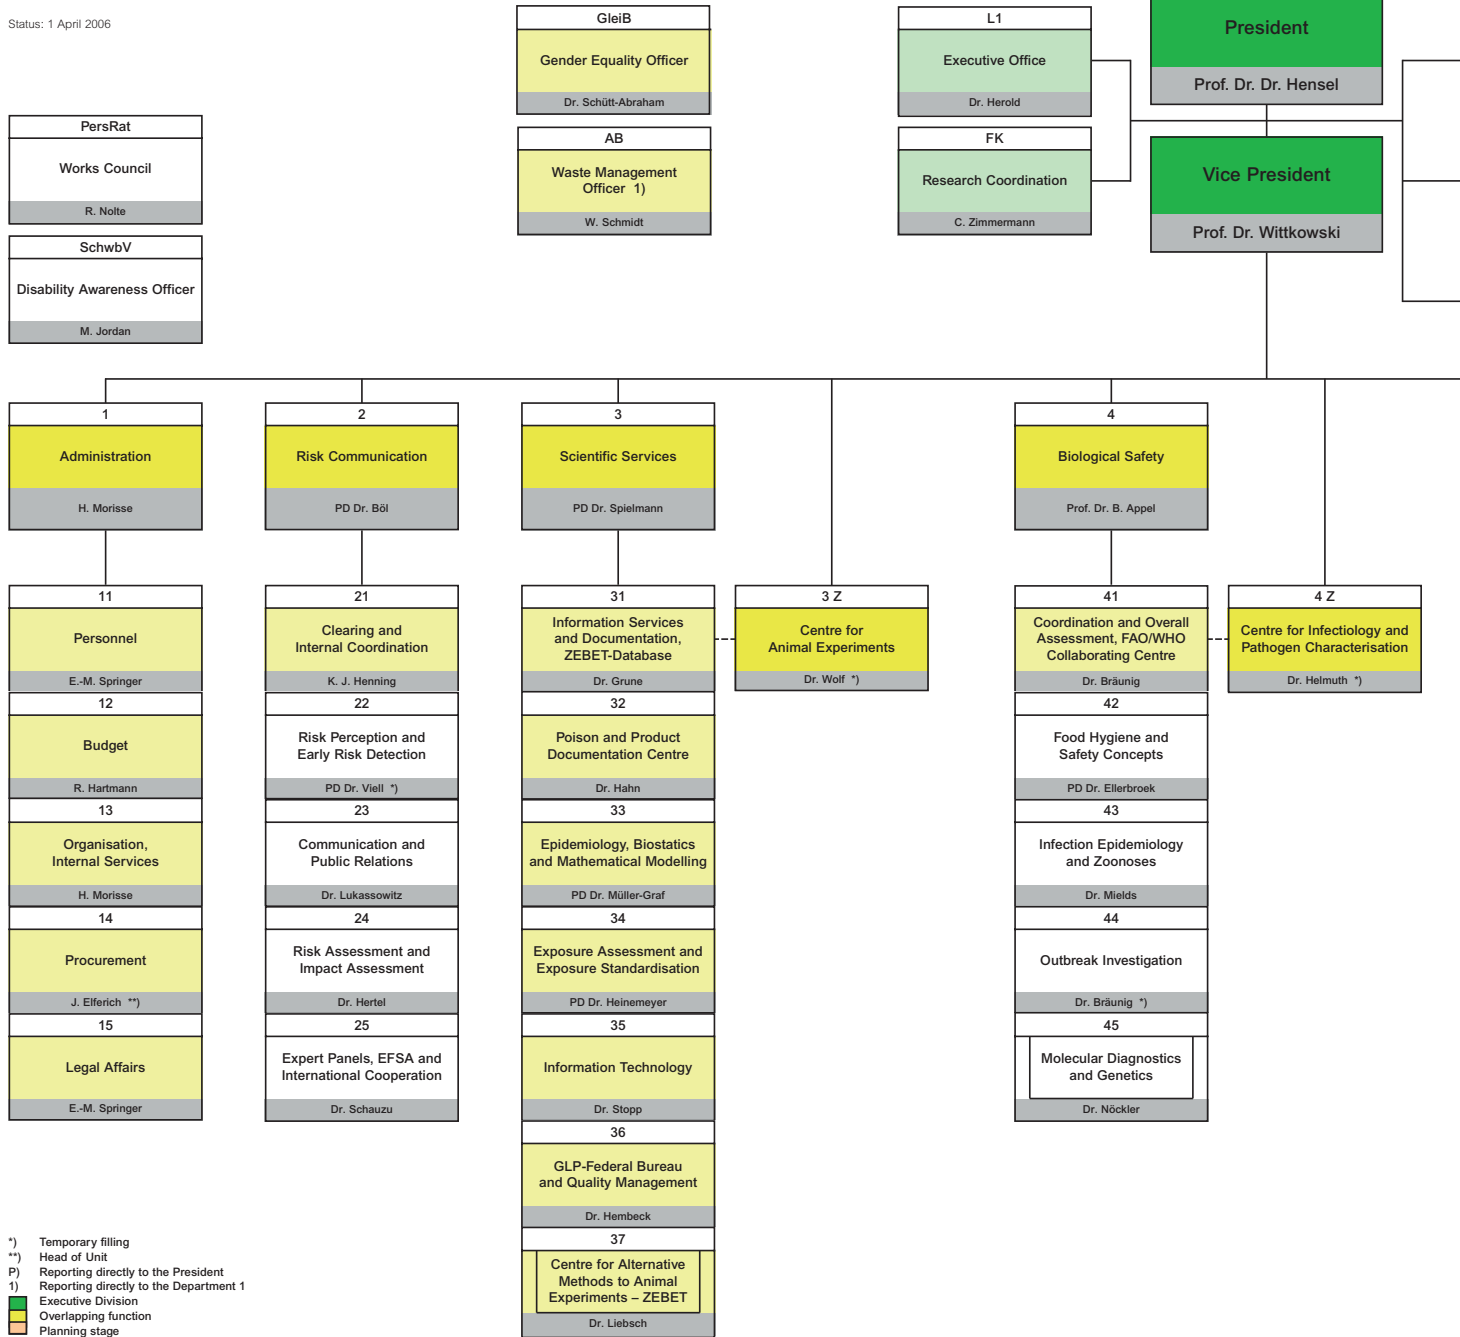 Status: 1 April 2006
GleiB
Gender Equality Officer
Dr. Schütt-Abraham
L1
Executive Office
Dr. Herold
President
Prof. Dr. Dr. Hensel
PersRat
Works Council
R. Nolte
AB
Waste Management
Officer 1)
W. Schmidt
FK
Research Coordination
C. Zimmermann
Vice President
Prof. Dr. Wittkowski
SchwbV
Disability Awareness Officer
M. Jordan
1
Administration
H. Morisse
2
Risk Communication
PD Dr. Böl
3
Scientific Services
PD Dr. Spielmann
4
Biological Safety
Prof. Dr. B. Appel
11
Personnel
E.-M. Springer
12
Budget
R. Hartmann
13
Organisation,
Internal Services
H. Morisse
14
Procurement
J. Elferich **)
15
Legal Affairs
E.-M. Springer
21
Clearing and
Internal Coordination
K. J. Henning
22
Risk Perception and
Early Risk Detection
PD Dr. Viell *)
23
Communication and
Public Relations
Dr. Lukassowitz
24
Risk Assessment and
Impact Assessment
Dr. Hertel
25
Expert Panels, EFSA and
International Cooperation
Dr. Schauzu
31
Information Services
and Documentation,
ZEBET-Database
Dr. Grune
32
Poison and Product
Documentation Centre
Dr. Hahn
33
Epidemiology, Biostatics
and Mathematical Modelling
PD Dr. Müller-Graf
34
Exposure Assessment and
Exposure Standardisation
PD Dr. Heinemeyer
35
Information Technology
Dr. Stopp
36
GLP-Federal Bureau
and Quality Management
Dr. Hembeck
37
Centre for Alternative
Methods to Animal
Experiments – ZEBET
Dr. Liebsch
3 Z
Centre for
Animal Experiments
Dr. Wolf *)
41
Coordination and Overall
Assessment, FAO/WHO
Collaborating Centre
Dr. Bräunig
42
Food Hygiene and
Safety Concepts
PD Dr. Ellerbroek
43
Infection Epidemiology
and Zoonoses
Dr. Mields
44
Outbreak Investigation
Dr. Bräunig *)
45
Molecular Diagnostics
and Genetics
Dr. Nöckler
4 Z
Centre for Infectiology and
Pathogen Characterisation
Dr. Helmuth *)
*) Temporary filling
**) Head of Unit
P) Reporting directly to the President
1) Reporting directly to the Department 1
Executive Division
Overlapping function
Planning stage